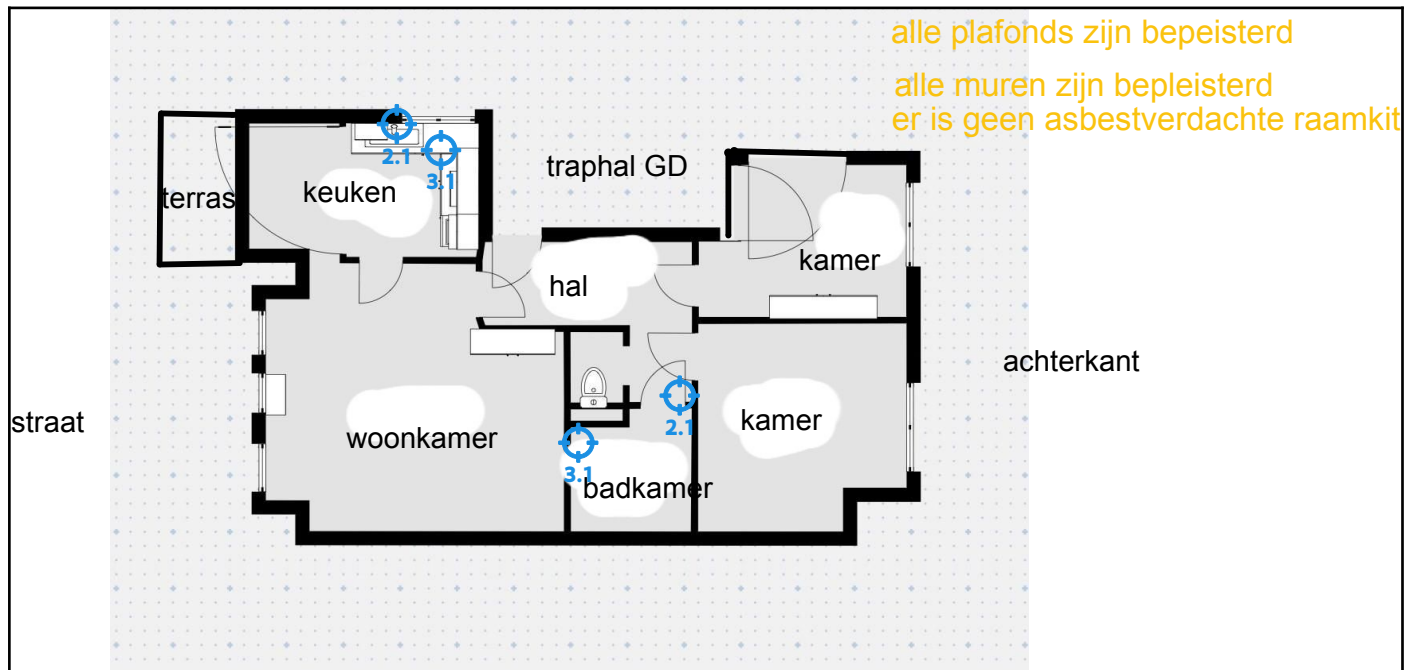 alle plafonds zijn bepeisterd
alle muren zijn bepleisterd
er is geen asbestverdachte raamkit
2.1
3.1
traphal GD
terras
keuken
kamer
hal
achterkant
straat
woonkamer
kamer
2.1
3.1
badkamer